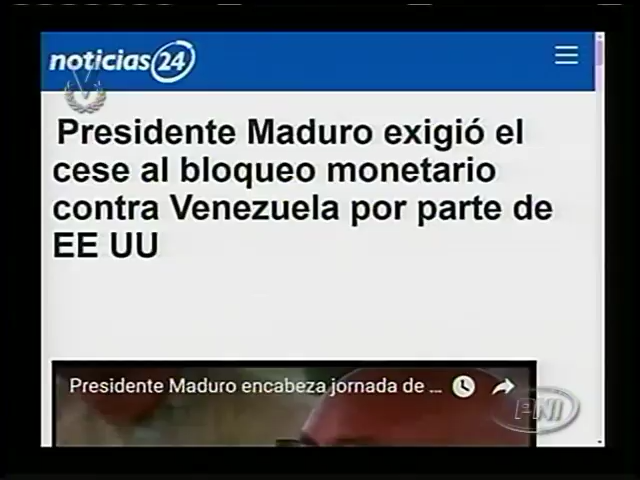 noticias24
Presidente Maduro exigió el
cese al bloqueo monetario
contra Venezuela por parte de
EE UU
Presidente Maduro encabeza jornada de ...
PNI